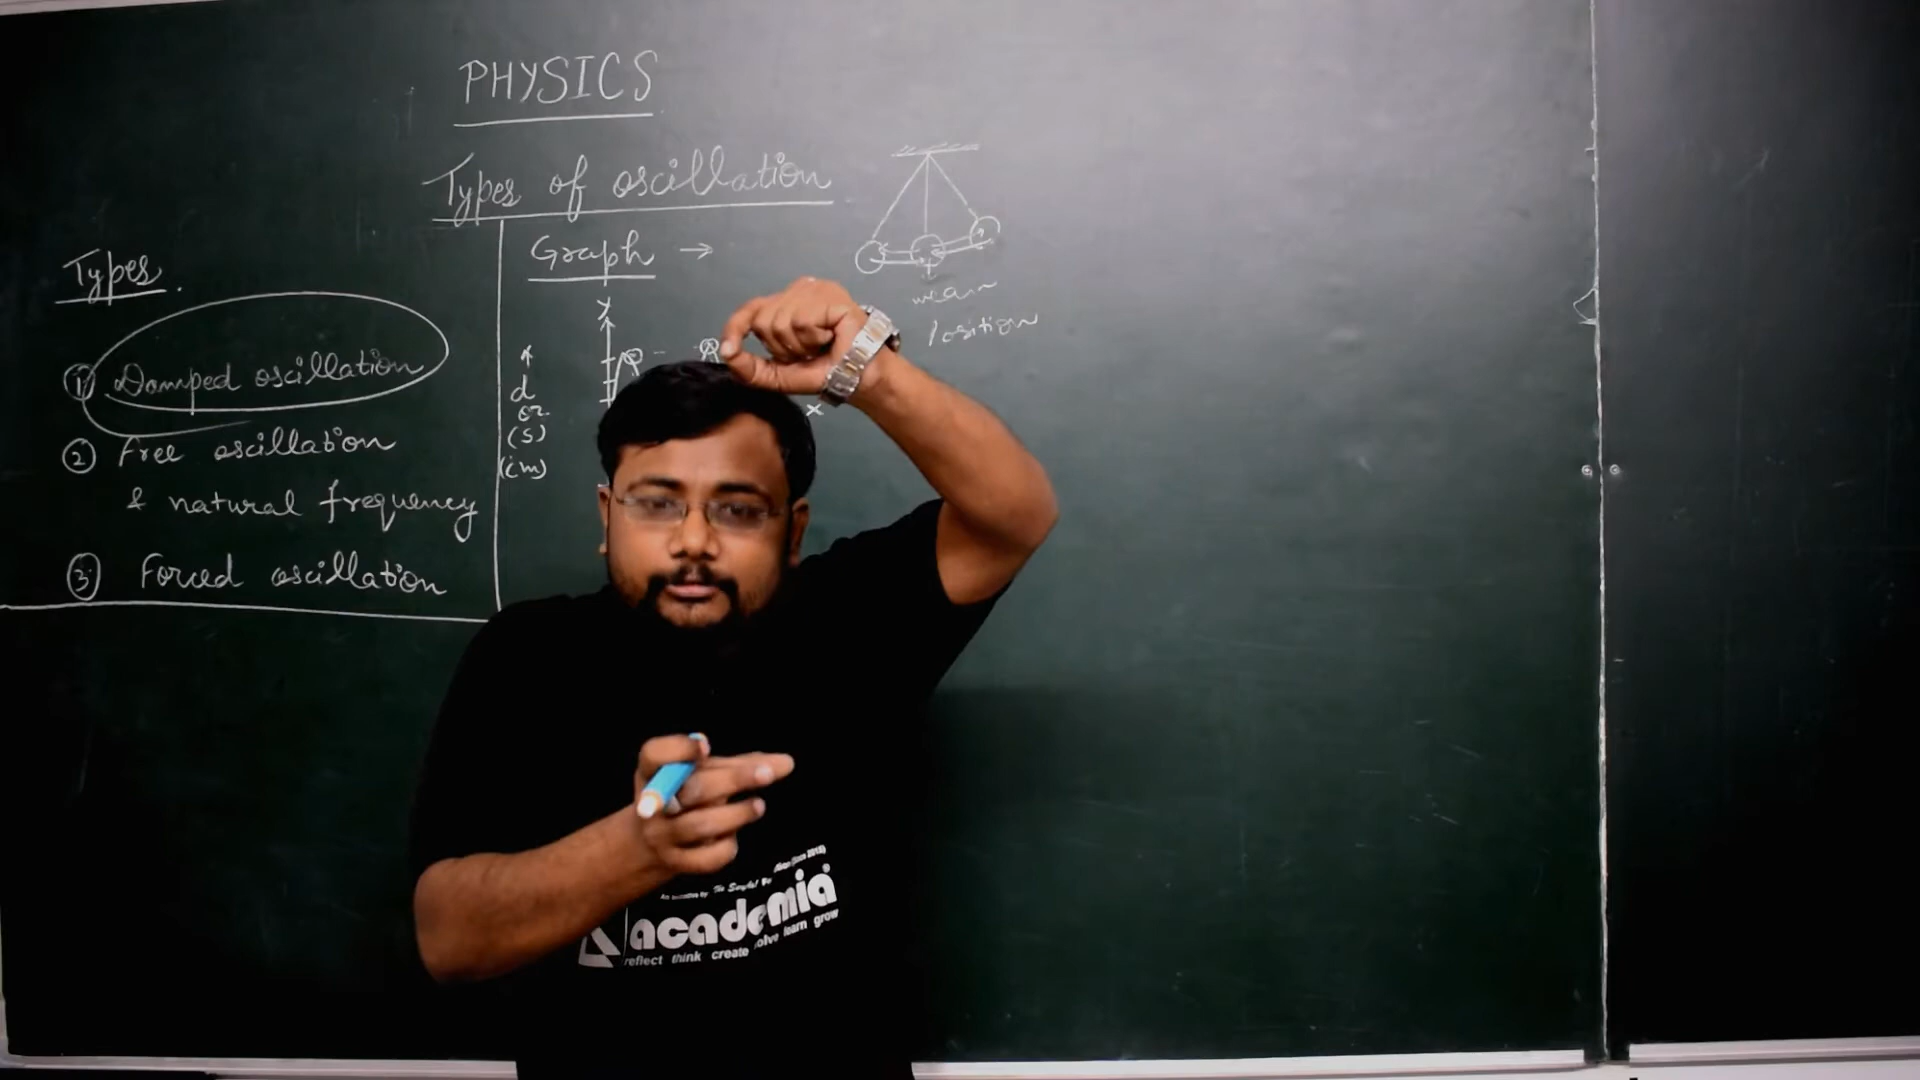 PHYSICS
Types of oscillation
Types.
① Damped oscillation
② Free oscillation
& natural frequency
③ Forced oscillation
Graph →
y
d
or
(s)
(cm)
x
mean
Position
academia
reflect think create solve learn grow